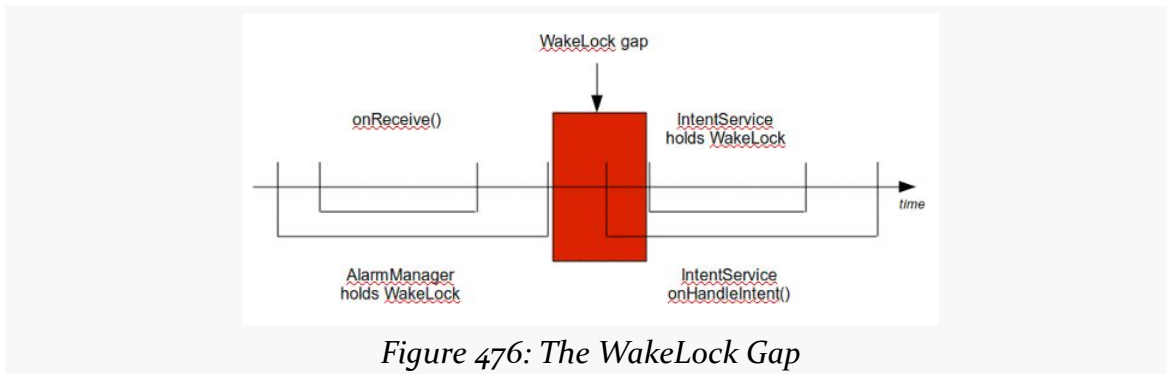 WakeLock gap
onReceive()
IntentService
holds WakeLock
time
AlarmManager
holds WakeLock
IntentService
onHandleIntent()
Figure 476: The WakeLock Gap